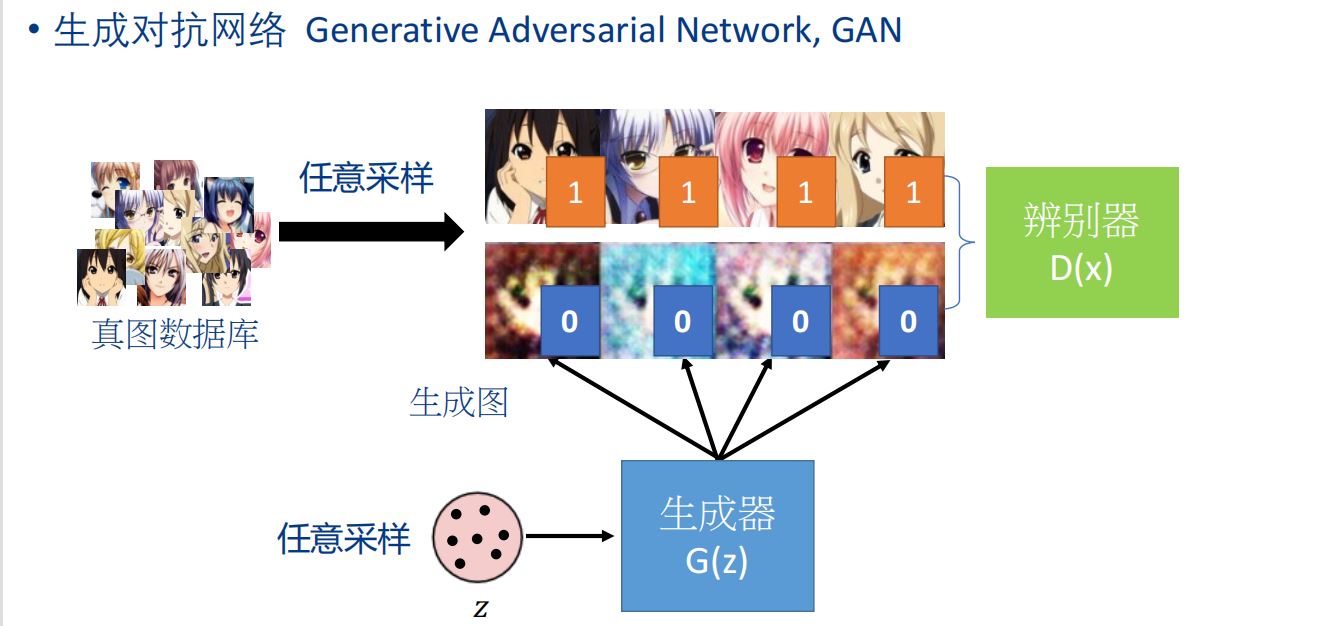 • 生成对抗网络 Generative Adversarial Network, GAN
任意采样
1 1 1 1
真图数据库
0 0 0 0
辨别器
D(x)
生成图
任意采样
z
生成器
G(z)